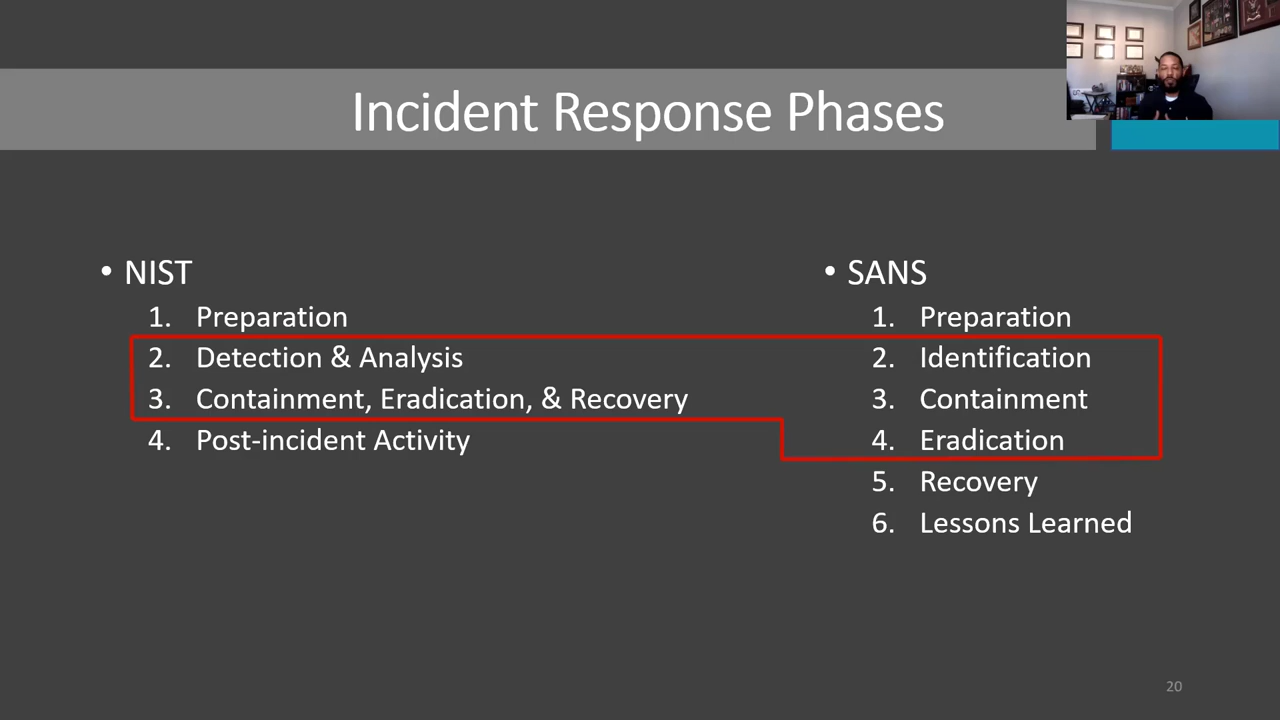 Incident Response Phases
• NIST
1. Preparation
2. Detection & Analysis
3. Containment, Eradication, & Recovery
4. Post-incident Activity
• SANS
1. Preparation
2. Identification
3. Containment
4. Eradication
5. Recovery
6. Lessons Learned
20